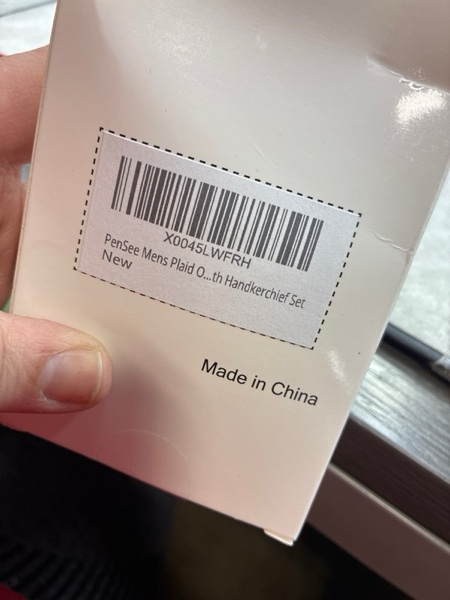 X0045LWFRH
PenSee Mens Plaid O...th Handkerchief Set
New
Made in China